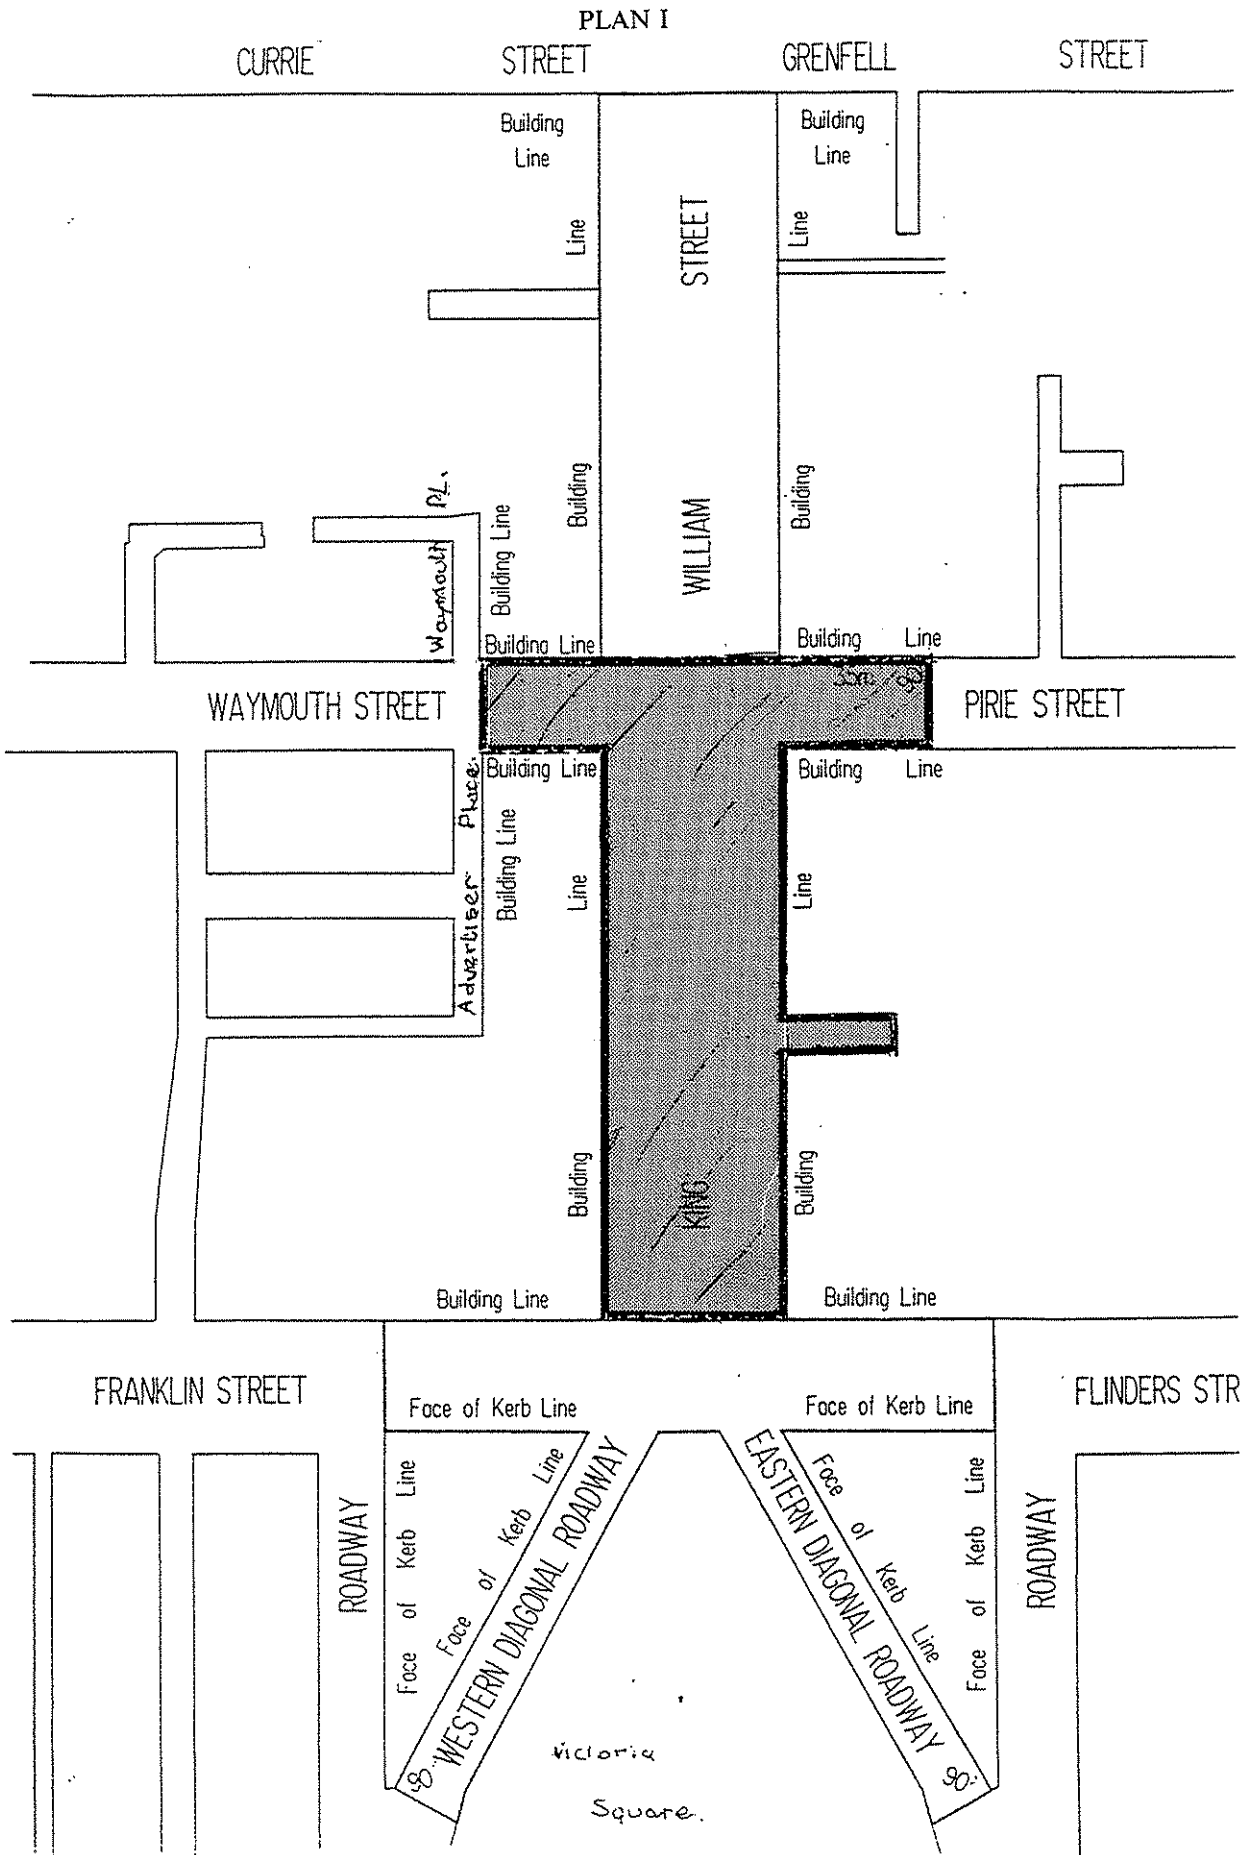 PLAN I
CURRIE STREET GRENFELL STREET
Building
Line
Building
Line
Line
STREET
Line
Building
WILLIAM
Building
Waymouth PL.
Building Line
Building Line
Building Line
WAYMOUTH STREET
PIRIE STREET
Building Line
Building Line
Advertiser Place.
Building Line
Line
Line
Building
KING
Building
Building Line
Building Line
FRANKLIN STREET
FLINDERS STR
Face of Kerb Line
Face of Kerb Line
ROADWAY
Face of Kerb Line
Face of Kerb Line
WESTERN DIAGONAL ROADWAY
90°
EASTERN DIAGONAL ROADWAY
90°
Face of Kerb Line
Face of Kerb Line
ROADWAY
Victoria
Square.